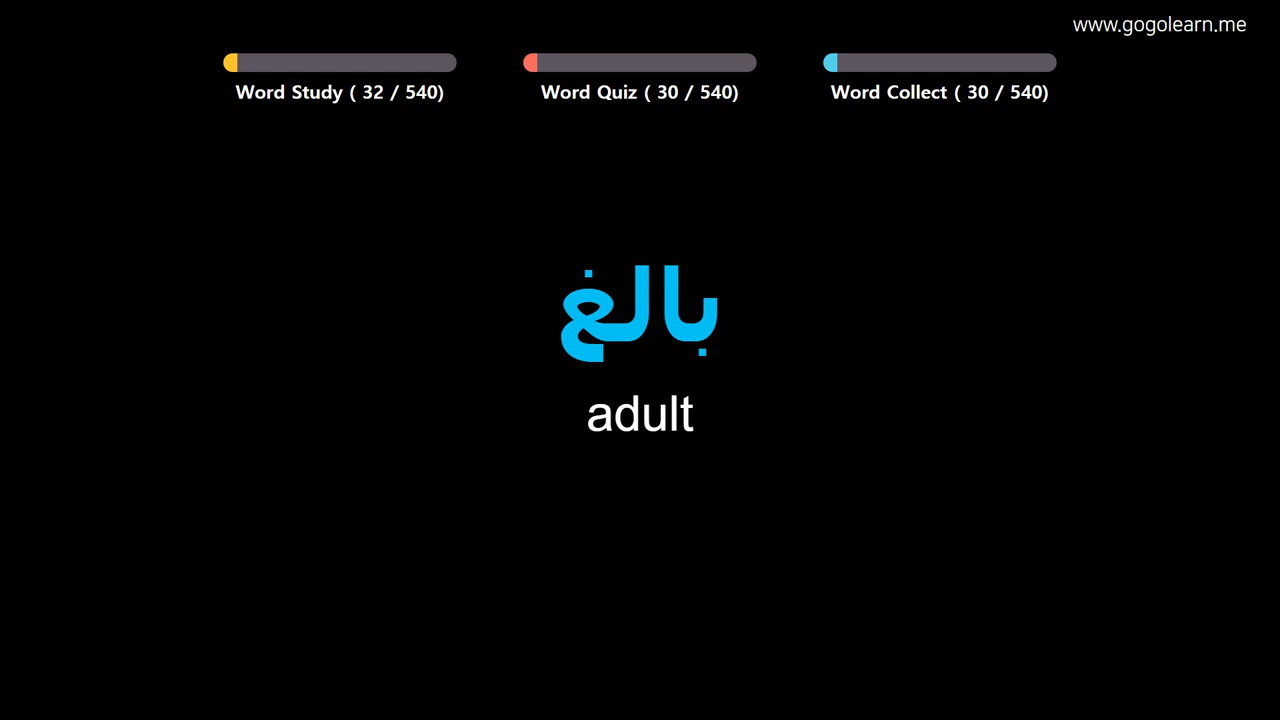 www.gogolearn.me
Word Study ( 32 / 540)
Word Quiz ( 30 / 540)
Word Collect ( 30 / 540)
بالغ
adult